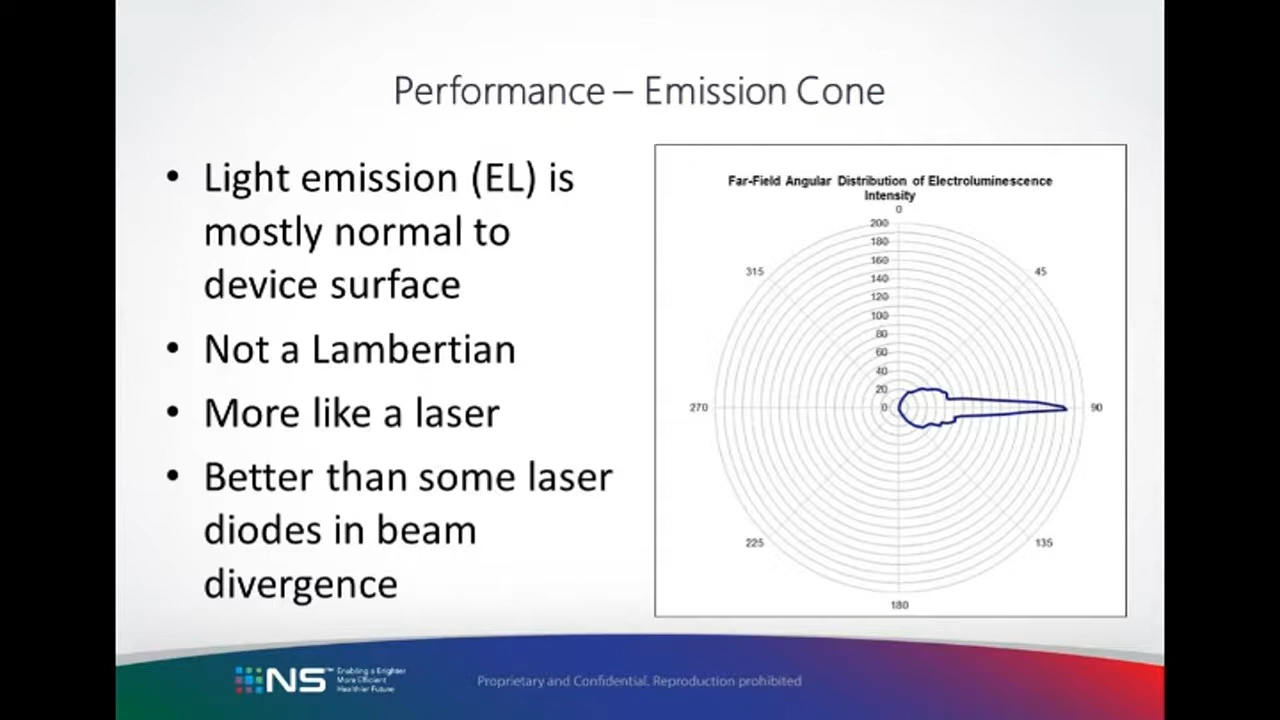 Performance – Emission Cone
• Light emission (EL) is
mostly normal to
device surface
• Not a Lambertian
• More like a laser
• Better than some laser
diodes in beam
divergence
Far-Field Angular Distribution of Electroluminescence
Intensity
0
200
180
160
140
120
100
80
60
40
20
0
45
90
135
180
225
270
315
NS™
Enabling a Brighter
More Efficient
Healthier Future
Proprietary and Confidential. Reproduction prohibited